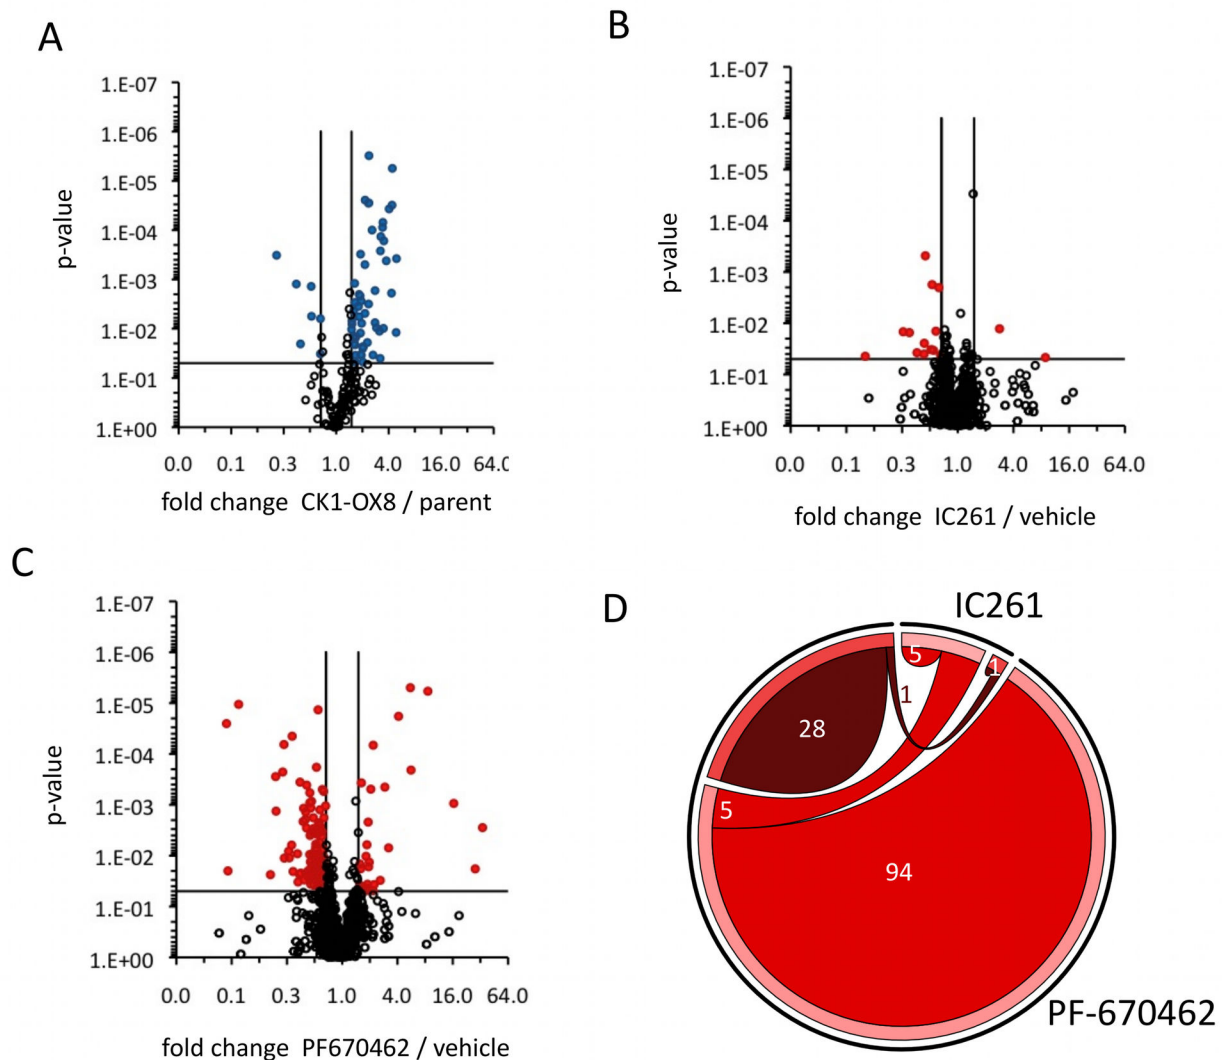 A
1.E-07
1.E-06
1.E-05
1.E-04
1.E-03
1.E-02
1.E-01
1.E+00
p-value
0.0 0.1 0.3 1.0 4.0 16.0 64.0
fold change CK1-OX8 / parent
B
1.E-07
1.E-06
1.E-05
1.E-04
1.E-03
1.E-02
1.E-01
1.E+00
p-value
0.0 0.1 0.3 1.0 4.0 16.0 64.0
fold change IC261 / vehicle
C
1.E-07
1.E-06
1.E-05
1.E-04
1.E-03
1.E-02
1.E-01
1.E+00
p-value
0.0 0.1 0.3 1.0 4.0 16.0 64.0
fold change PF670462 / vehicle
D
IC261
5
1
1
28
5
94
PF-670462